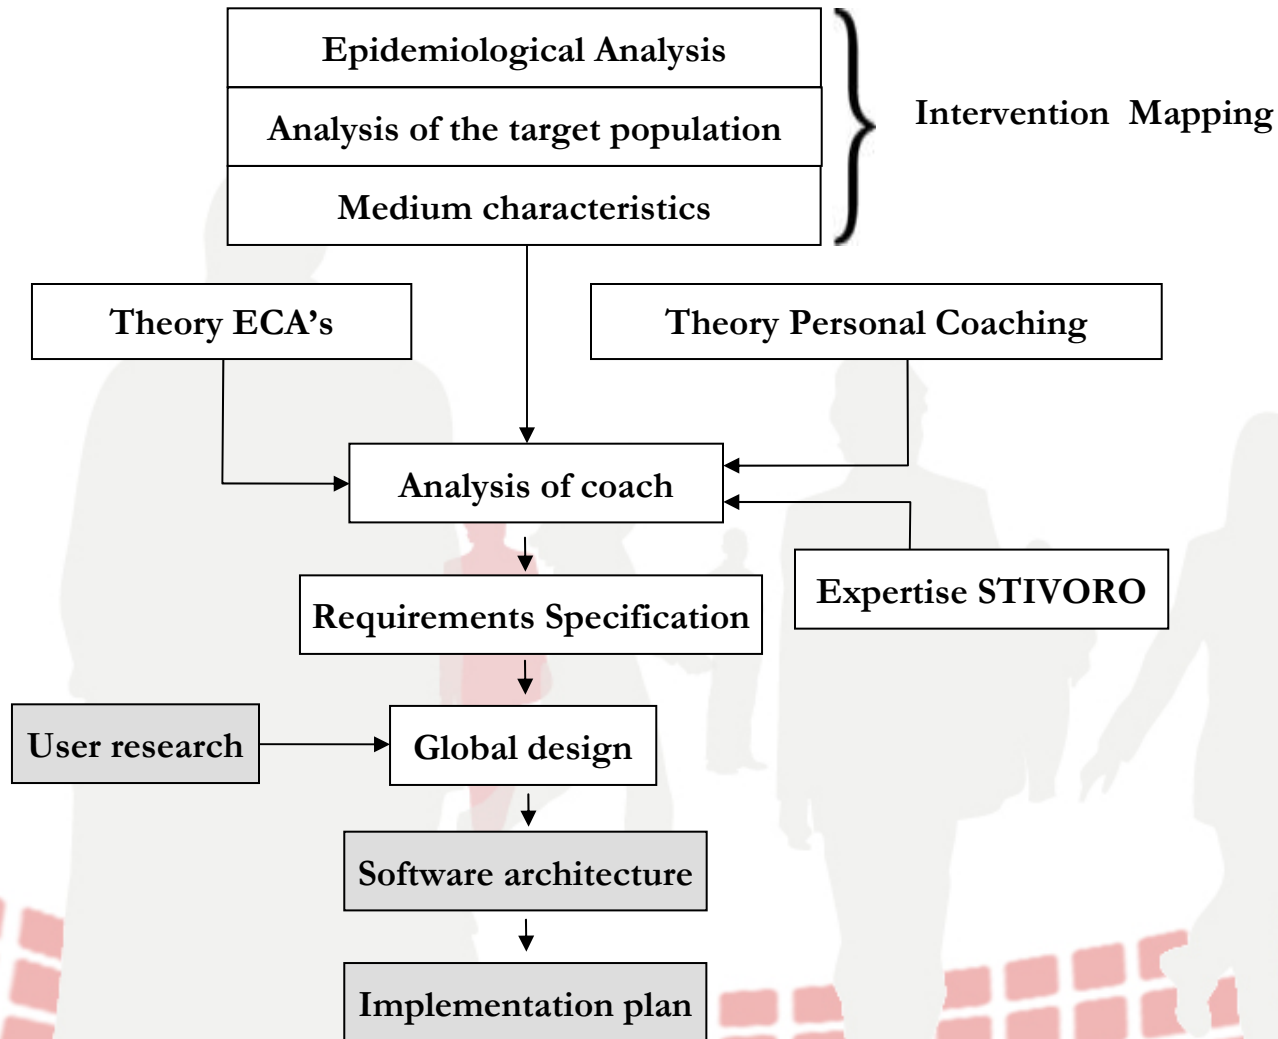 Epidemiological Analysis
Analysis of the target population
Intervention Mapping
Medium characteristics
Theory ECA’s
Theory Personal Coaching
Analysis of coach
Expertise STIVORO
Requirements Specification
User research
Global design
Software architecture
Implementation plan